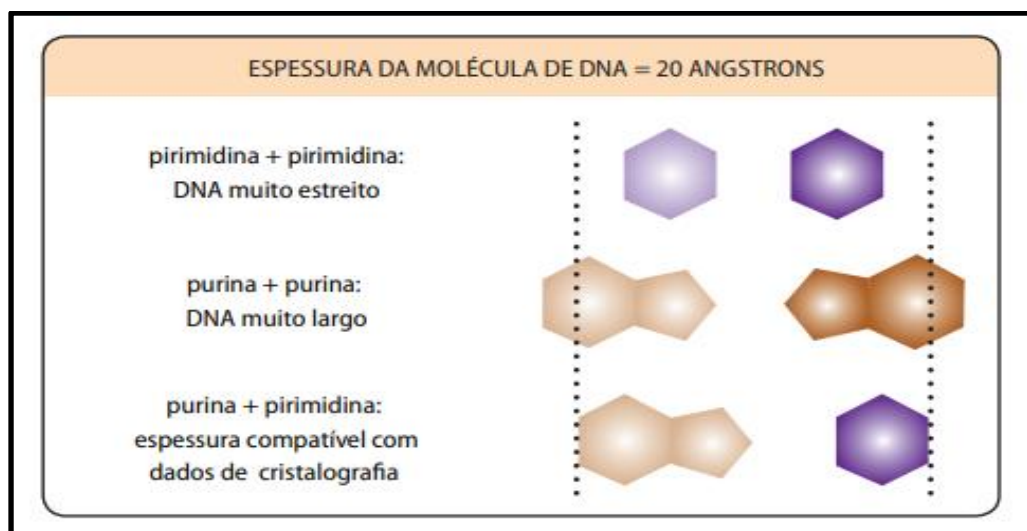 ESPESSURA DA MOLÉCULA DE DNA = 20 ANGSTRONS
pirimidina + pirimidina:
DNA muito estreito
purina + purina:
DNA muito largo
purina + pirimidina:
espessura compatível com
dados de cristalografia